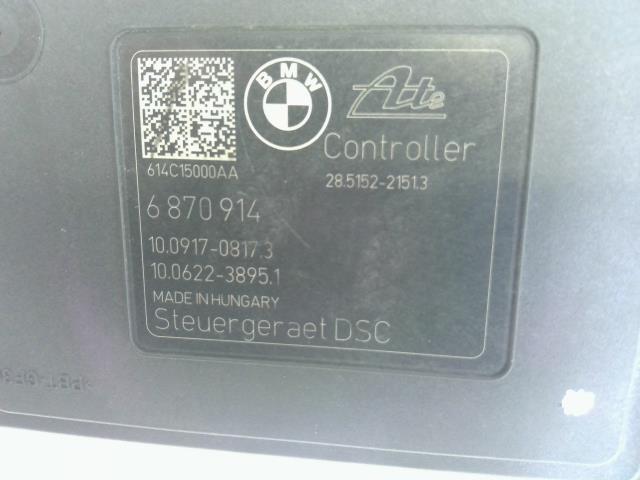 BMW
Ate
Controller
614C15000AA
28.5152-2151.3
6 870 914
10.0917-0817.3
10.0622-3895.1
MADE IN HUNGARY
Steuergeraet DSC